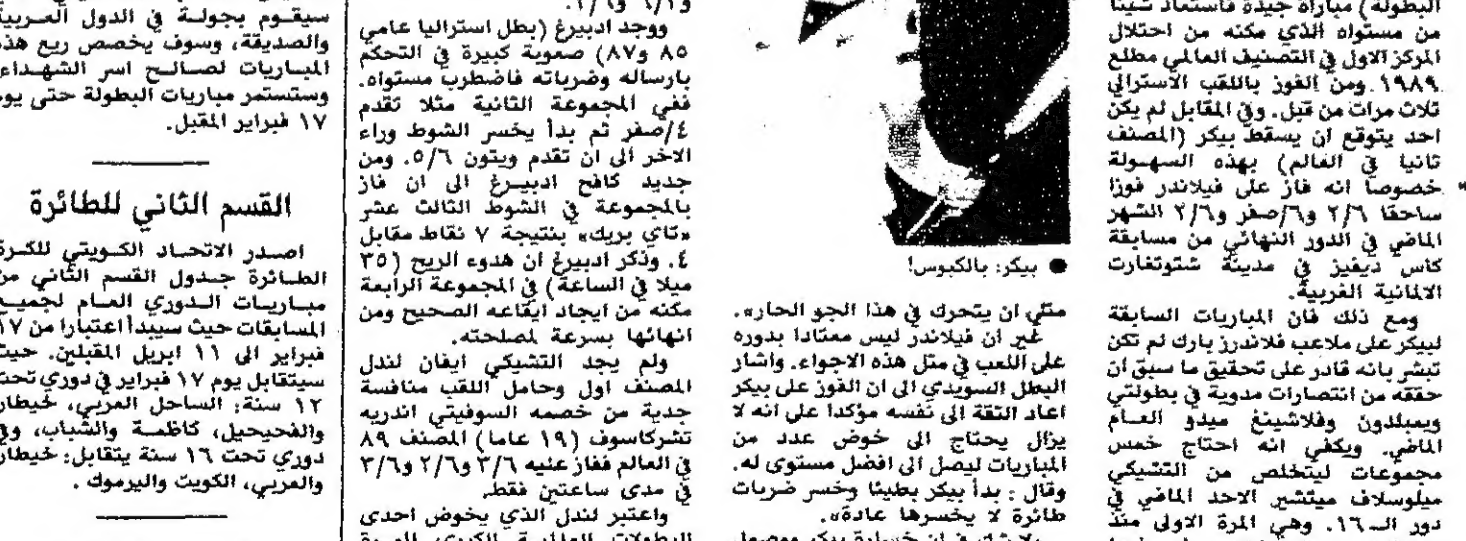 البطولة) مباراة جيدة فاستعاد شيئا
من مستواه الذي مكنه من احتلال
المركز الاول في التصنيف العالمي مطلع
١٩٨٩ ومن الفوز باللقب الاسترالي
ثلاث مرات من قبل. وفي المقابل لم يكن
احد يتوقع ان يسقط بيكر (المصنف
ثانيا في العالم) بهذه السهولة
خصوصا انه فاز على فيلاندر فوزا
ساحقا ٢/٦ و٦/صفر و٢/٦ الشهر
الماضي في الدور النهائي من مسابقة
كاس ديفيز في مدينة شتوتغارت
الالمانية الغربية.
ومع ذلك فان المباريات السابقة
لبيكر على ملاعب فلاندرز بارك لم تكن
تبشر بانه قادر على تحقيق ما سبق ان
حققه من انتصارات مدوية في بطولتي
ويمبلدون وفلاشينغ ميدو العام
الماضي. ويكفي انه احتاج خمس
مجموعات ليتخلص من التشيكي
ميلوسلاف ميتشير الاحد الماضي في
دور الـ١٦. وهي المرة الاولى منذ
● بيكر: بالكبوس!
مثلي ان يتحرك في هذا الجو الحار».
غير ان فيلاندر ليس معتادا بدوره
على اللعب في مثل هذه الاجواء. واشار
البطل السويدي الى ان الفوز على بيكر
اعاد الثقة الى نفسه مؤكدا على انه لا
يزال يحتاج الى خوض عدد من
المباريات ليصل الى افضل مستوى له.
وقال : بدأ بيكر بطيئا وخسر ضربات
طائرة لا يخسرها عادة».
ولا شك في ان خسارة بيكر
و٦/١ و٦/٢.
ووجد ادبيرغ (بطل استراليا عامي
٨٥ و٨٧) صعوبة كبيرة في التحكم
بارساله وضرباته فاضطرب مستواه.
ففي المجموعة الثانية مثلا تقدم
٤/صفر ثم بدأ يخسر الشوط وراء
الاخر الى ان تقدم ويتون ٥/٦. ومن
جديد كافح ادبيرغ الى ان فاز
بالمجموعة في الشوط الثالث عشر
«تاي بريك» بنتيجة ٧ نقاط مقابل
٤. وذكر ادبيرغ ان هدوء الريح (٣٥
ميلا في الساعة) في المجموعة الرابعة
مكنه من ايجاد ايقاعه الصحيح ومن
انهائها بسرعة لمصلحته.
ولم يجد التشيكي ايفان لندل
المصنف اول وحامل اللقب منافسة
جدية من خصمه السوفيتي اندريه
تشركاسوف (١٩ عاما) المصنف ٨٩
في العالم ففاز عليه ٣/٦ و٢/٦ و٣/٦
في مدى ساعتين فقط.
واعتبر لندل الذي يخوض احدى
البطولات العالمية الكبرى للمرة
سيقوم بجولة في الدول العربية
والصديقة، وسوف يخصص ريع هذه
المباريات لصالح اسر الشهداء.
وستستمر مباريات البطولة حتى يوم
١٧ فبراير المقبل.
القسم الثاني للطائرة
اصدر الاتحاد الكويتي للكرة
الطائرة جدول القسم الثاني من
مباريات الدوري العام لجميع
المسابقات حيث سيبدأ اعتبارا من ١٧
فبراير الى ١١ ابريل المقبلين. حيث
سيتقابل يوم ١٧ فبراير في دوري تحت
١٢ سنة: الساحل العربي، خيطان
والفحيحيل، كاظمة والشباب، وفي
دوري تحت ١٦ سنة يتقابل: خيطان
والعربي، الكويت واليرموك .